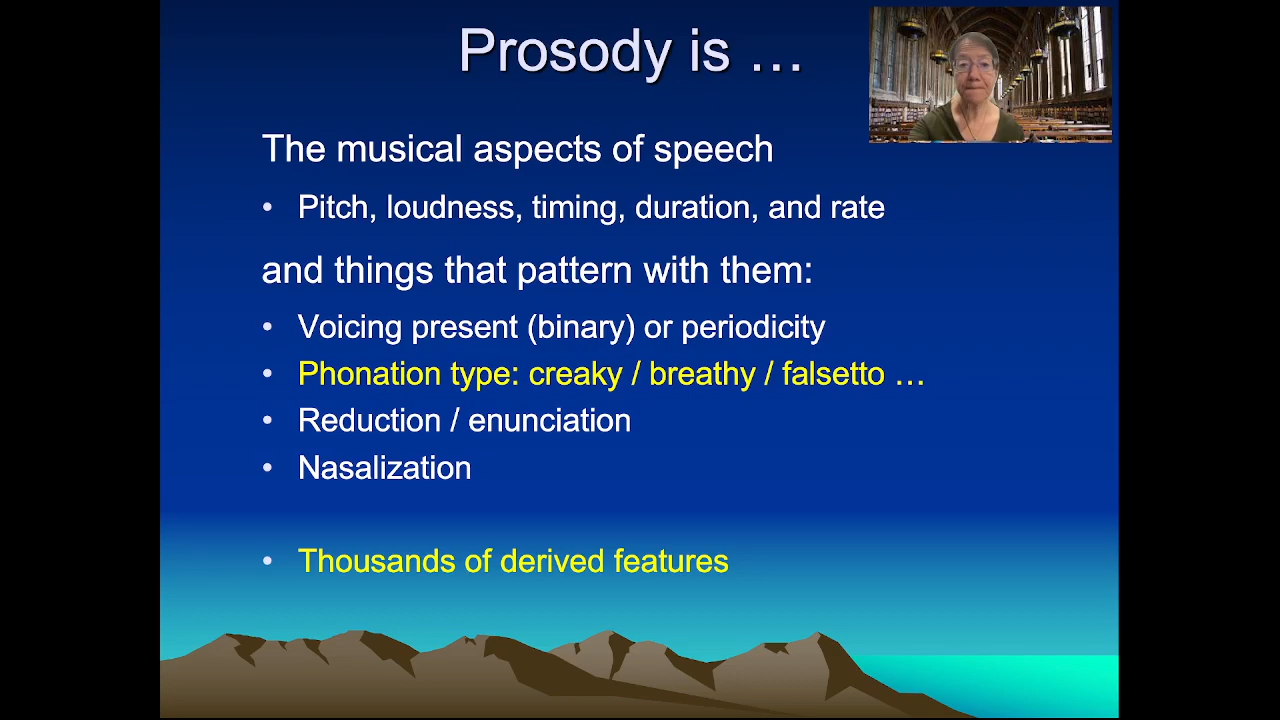 Prosody is …
The musical aspects of speech
• Pitch, loudness, timing, duration, and rate
and things that pattern with them:
• Voicing present (binary) or periodicity
• Phonation type: creaky / breathy / falsetto …
• Reduction / enunciation
• Nasalization
• Thousands of derived features